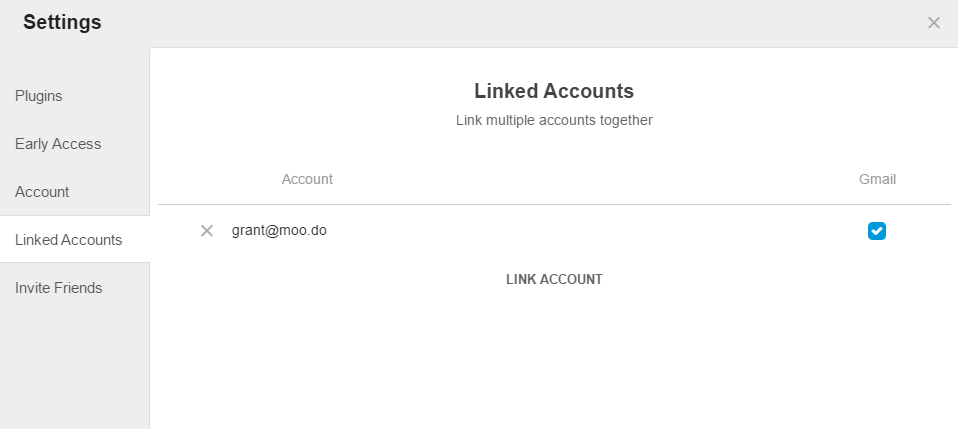 Settings
Plugins
Early Access
Account
Linked Accounts
Invite Friends
Linked Accounts
Link multiple accounts together
Account Gmail
grant@moo.do
LINK ACCOUNT